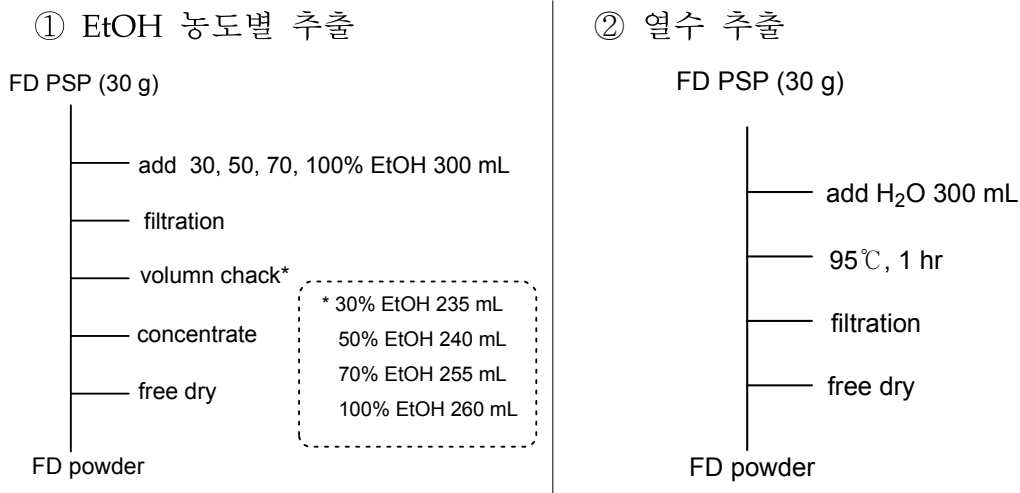 ① EtOH 농도별 추출
FD PSP (30 g)
add 30, 50, 70, 100% EtOH 300 mL
filtration
volumn chack*
* 30% EtOH 235 mL
50% EtOH 240 mL
70% EtOH 255 mL
100% EtOH 260 mL
concentrate
free dry
FD powder
② 열수 추출
FD PSP (30 g)
add H₂O 300 mL
95℃, 1 hr
filtration
free dry
FD powder